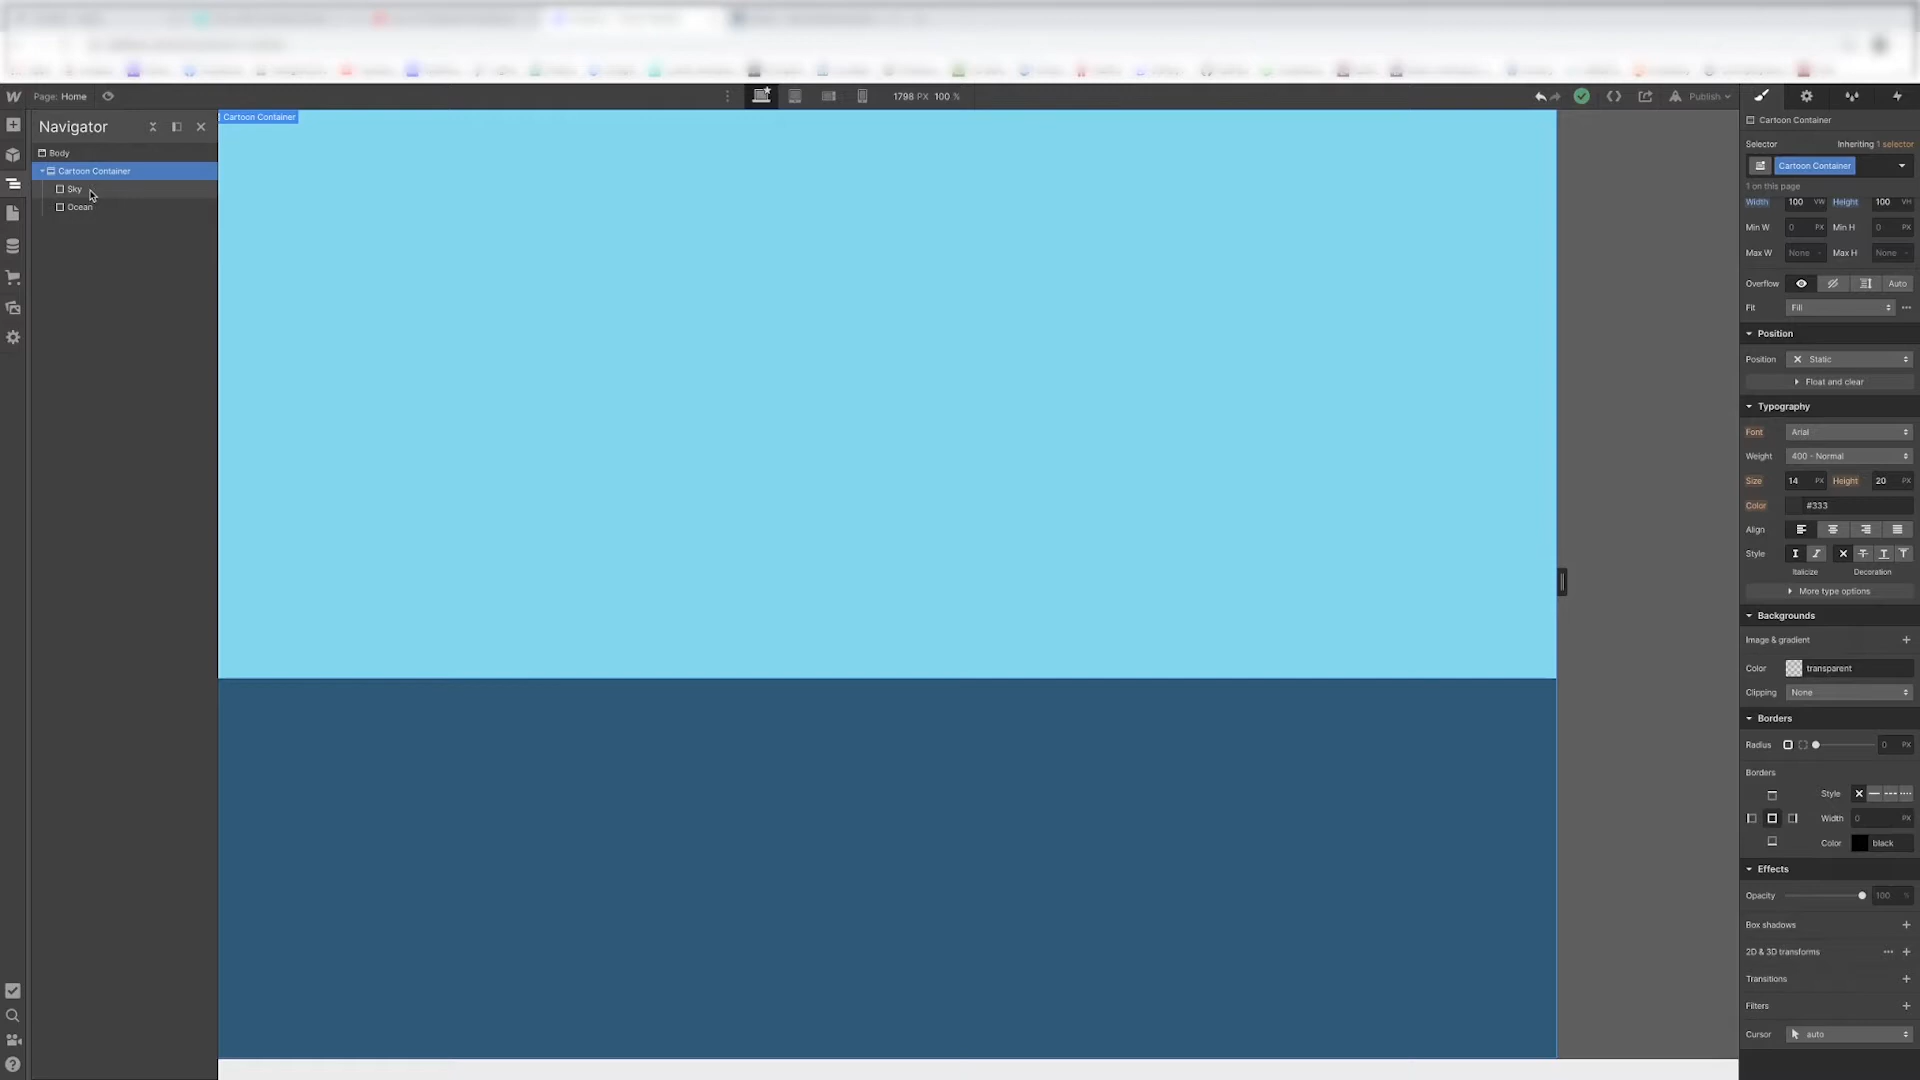 Page: Home
1798 PX 100 %
Publish
Navigator
Body
Cartoon Container
Sky
Ocean
Cartoon Container
Cartoon Container
Selector Inheriting 1 selector
Cartoon Container
1 on this page
Width 100 VW Height 100 VH
Min W 0 PX Min H 0 PX
Max W None - Max H None -
Overflow Auto
Fit Fill
Position
Position Static
Float and clear
Typography
Font Arial
Weight 400 - Normal
Size 14 PX Height 20 PX
Color #333
Align
Style
Italicize Decoration
More type options
Backgrounds
Image & gradient
Color transparent
Clipping None
Borders
Radius 0 PX
Borders
Style
Width 0 PX
Color black
Effects
Opacity 100 %
Box shadows
2D & 3D transforms
Transitions
Filters
Cursor auto